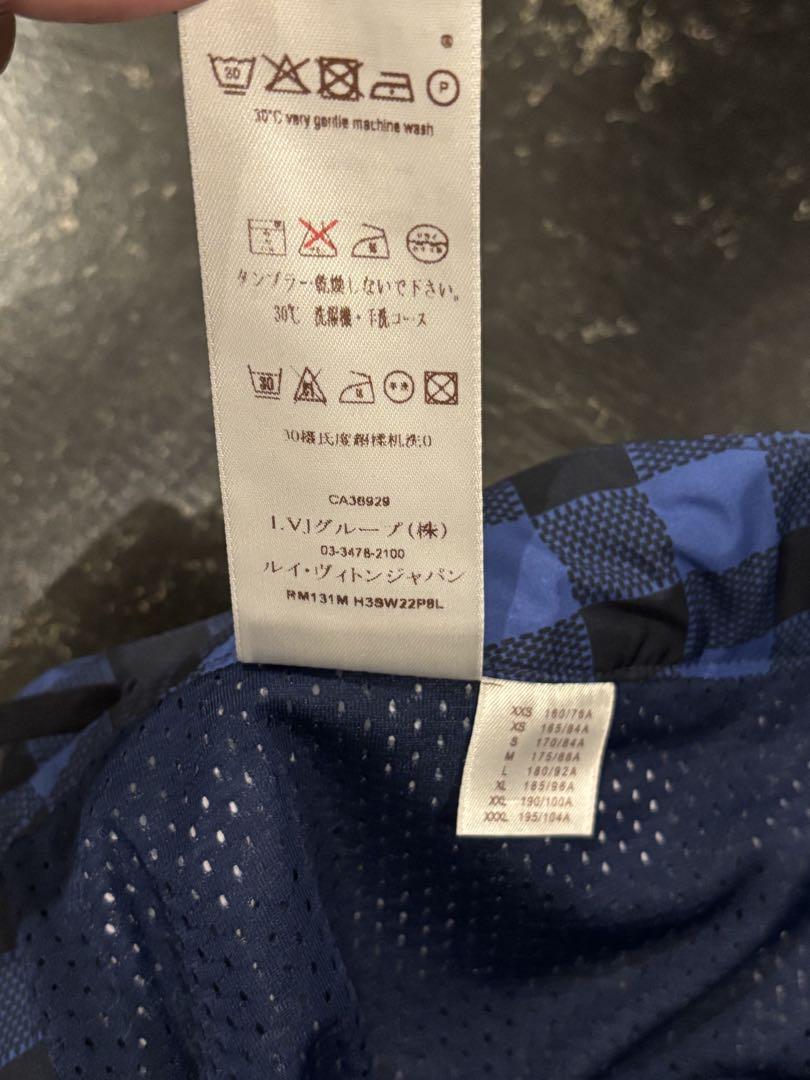 30
P
30°C very gentle machine wash
タンブラー乾燥しないで下さい。
30℃ 洗濯機・手洗コース
30
CA38929
L.V.Jグループ(株)
03-3478-2100
ルイ・ヴィトンジャパン
RM131M H3SW22P8L
XXS 160/76A
XS 165/84A
S 170/84A
M 175/88A
L 180/92A
XL 185/96A
XXL 190/100A
XXXL 195/104A